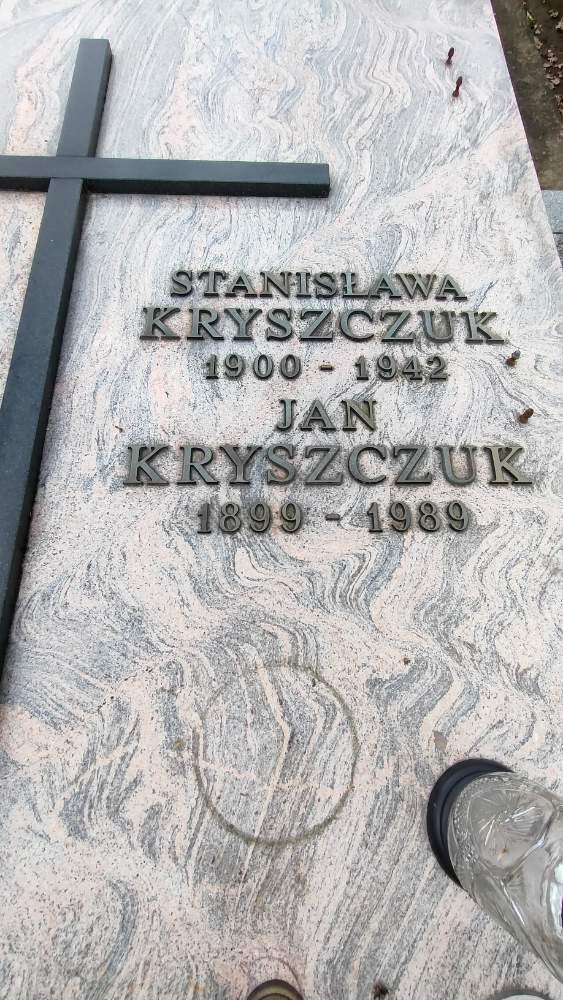 STANISŁAWA
KRYSZCZUK
1900 - 1942
JAN
KRYSZCZUK
1899 - 1989